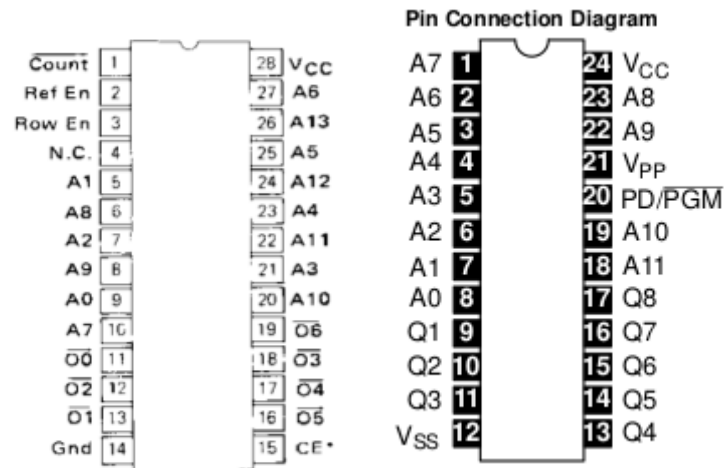 Pin Connection Diagram
Count 1 28 VCC
Ref En 2 27 A6
Row En 3 26 A13
N.C. 4 25 A5
A1 5 24 A12
A8 6 23 A4
A2 7 22 A11
A9 8 21 A3
A0 9 20 A10
A7 10 19 O6
O0 11 18 O3
O2 12 17 O4
O1 13 16 O5
Gnd 14 15 CE*
A7 1 24 VCC
A6 2 23 A8
A5 3 22 A9
A4 4 21 VPP
A3 5 20 PD/PGM
A2 6 19 A10
A1 7 18 A11
A0 8 17 Q8
Q1 9 16 Q7
Q2 10 15 Q6
Q3 11 14 Q5
VSS 12 13 Q4